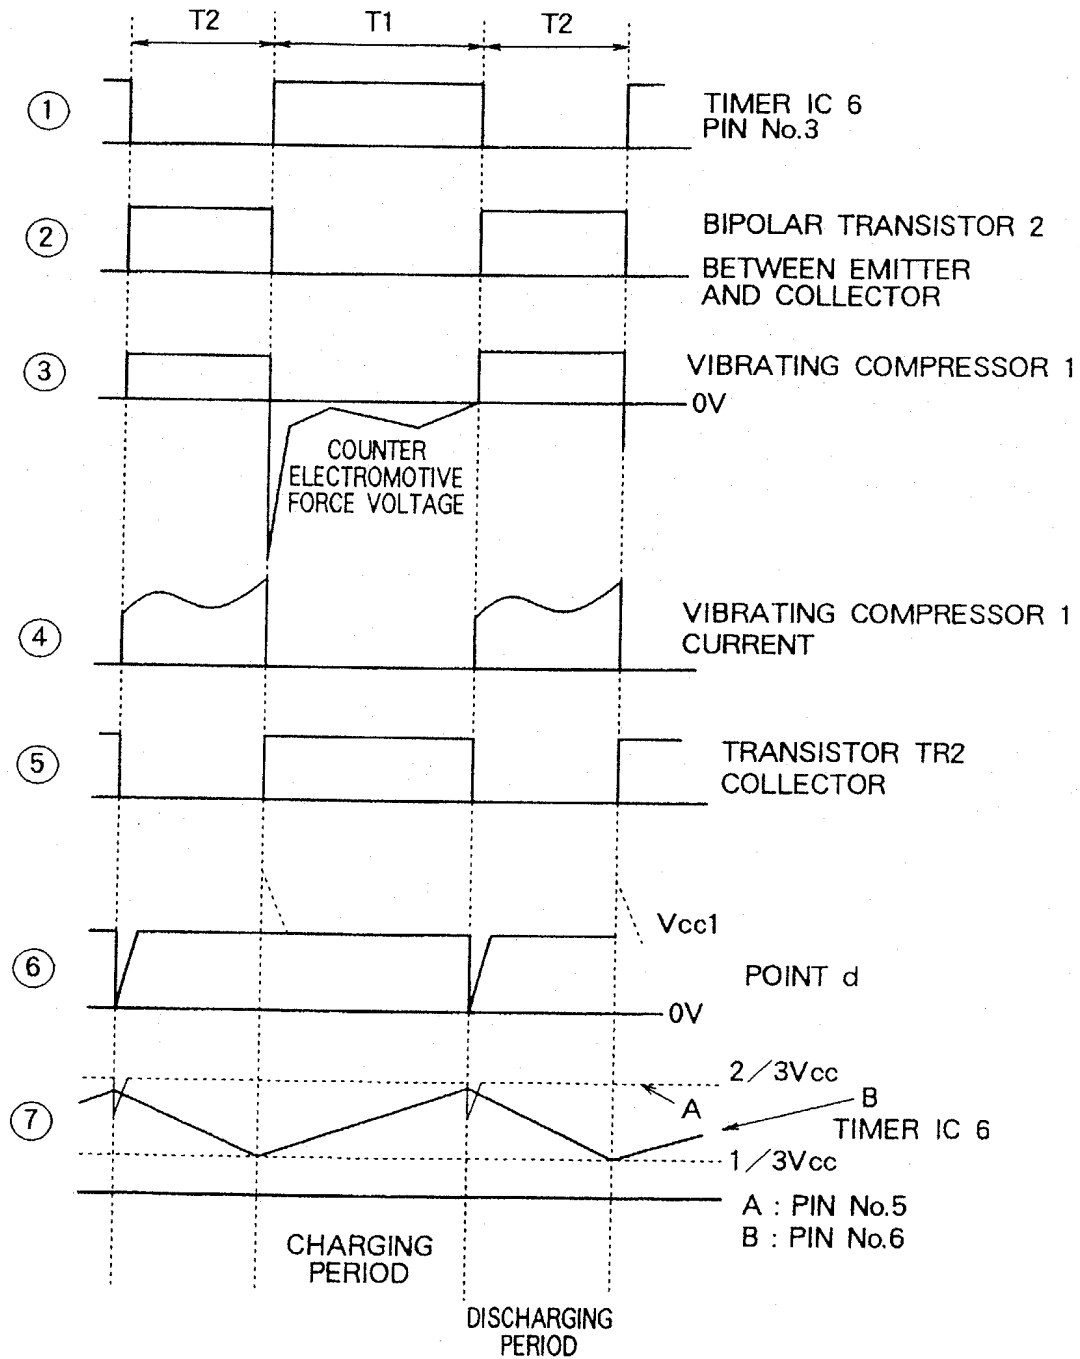 T2 T1 T2
1
TIMER IC 6
PIN No.3
2
BIPOLAR TRANSISTOR 2
BETWEEN EMITTER
AND COLLECTOR
3
VIBRATING COMPRESSOR 1
0V
COUNTER
ELECTROMOTIVE
FORCE VOLTAGE
4
VIBRATING COMPRESSOR 1
CURRENT
5
TRANSISTOR TR2
COLLECTOR
Vcc1
6
POINT d
0V
2/3Vcc
7
A
B
TIMER IC 6
1/3Vcc
A : PIN No.5
B : PIN No.6
CHARGING
PERIOD
DISCHARGING
PERIOD